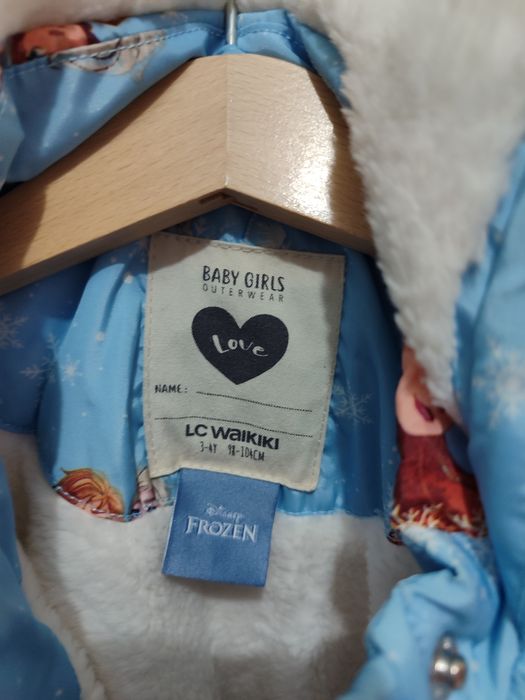 BABY GIRLS
OUTERWEAR
Love
NAME:
LC WAIKIKI
3-4Y 98-104CM
Disney
FROZEN